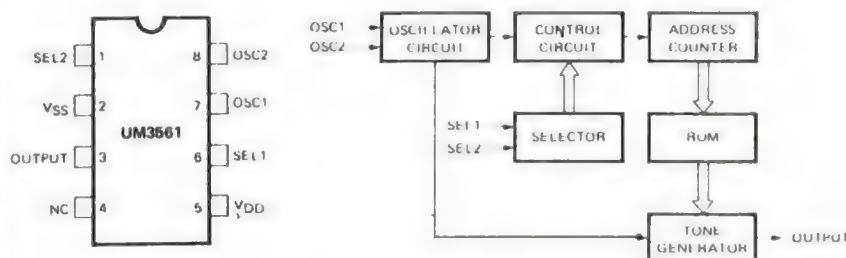 SEL2 1 8 OSC2
VSS 2 7 OSC1
UM3561
OUTPUT 3 6 SEL1
NC 4 5 VDD
OSC1
OSC2
OSCILLATOR
CIRCUIT
CONTROL
CIRCUIT
ADDRESS
COUNTER
SEL1
SEL2
SELECTOR
ROM
TONE
GENERATOR
OUTPUT